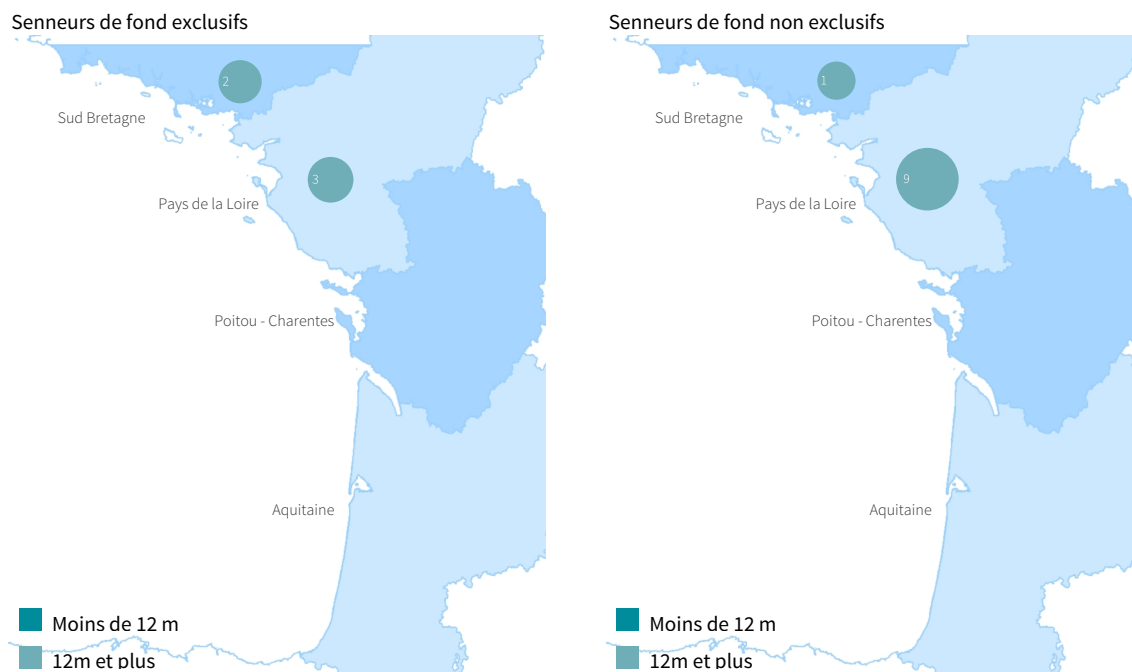 Senneurs de fond exclusifs
2
Sud Bretagne
3
Pays de la Loire
Poitou - Charentes
Aquitaine
Moins de 12 m
12m et plus
Senneurs de fond non exclusifs
1
Sud Bretagne
9
Pays de la Loire
Poitou - Charentes
Aquitaine
Moins de 12 m
12m et plus